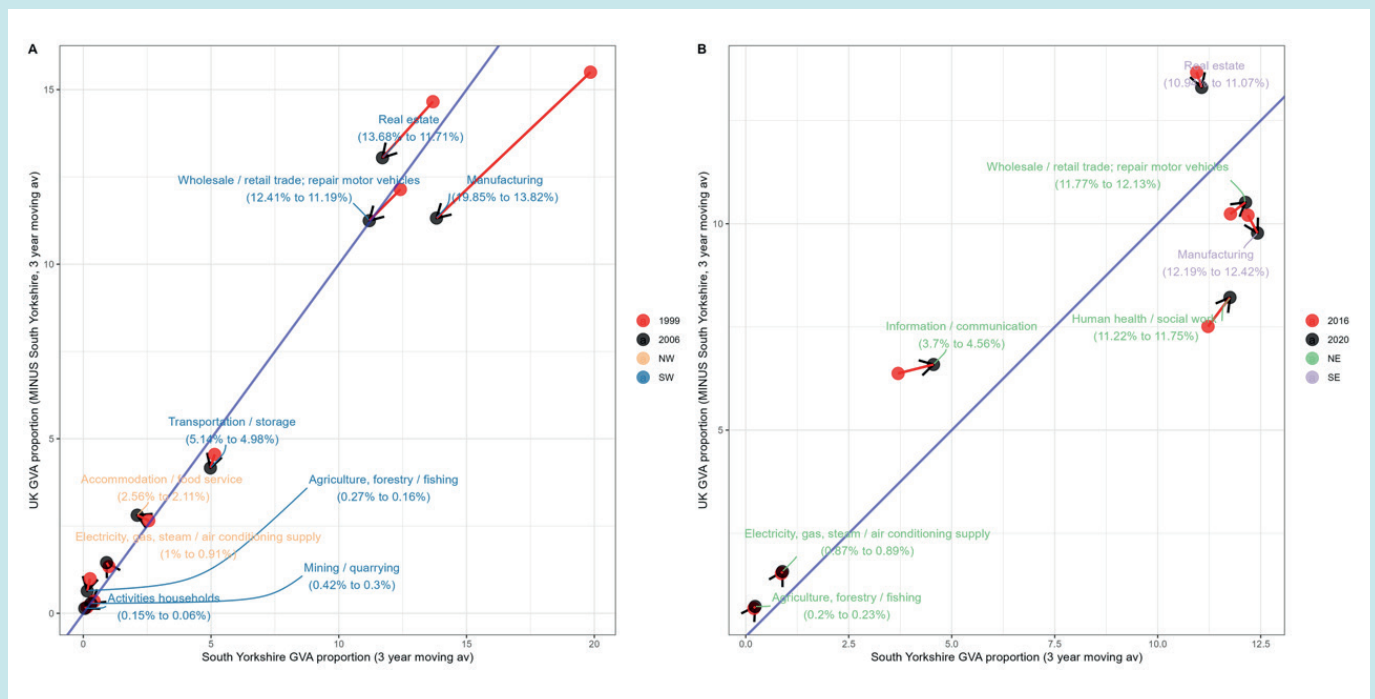 A
UK GVA proportion (MINUS South Yorkshire, 3 year moving av)
15
10
5
0
Real estate
(13.68% to 11.71%)
Wholesale / retail trade; repair motor vehicles
(12.41% to 11.19%)
Manufacturing
(19.85% to 13.82%)
Transportation / storage
(5.14% to 4.98%)
Accommodation / food service
(2.56% to 2.11%)
Agriculture, forestry / fishing
(0.27% to 0.16%)
Electricity, gas, steam / air conditioning supply
(1% to 0.91%)
Mining / quarrying
(0.42% to 0.3%)
Activities households
(0.15% to 0.06%)
0
5
10
15
20
South Yorkshire GVA proportion (3 year moving av)
1999
2006
NW
SW
B
UK GVA proportion (MINUS South Yorkshire, 3 year moving av)
10
5
Real estate
to 11.07%)
Wholesale / retail trade; repair motor vehicles
(11.77% to 12.13%)
Manufacturing
(12.19% to 12.42%)
Human health / social work
(11.22% to 11.75%)
Information / communication
(3.7% to 4.56%)
Electricity, gas, steam / air conditioning supply
(0.87% to 0.89%)
Agriculture, forestry / fishing
(0.2% to 0.23%)
0.0
2.5
5.0
7.5
10.0
12.5
South Yorkshire GVA proportion (3 year moving av)
2016
2020
NE
SE